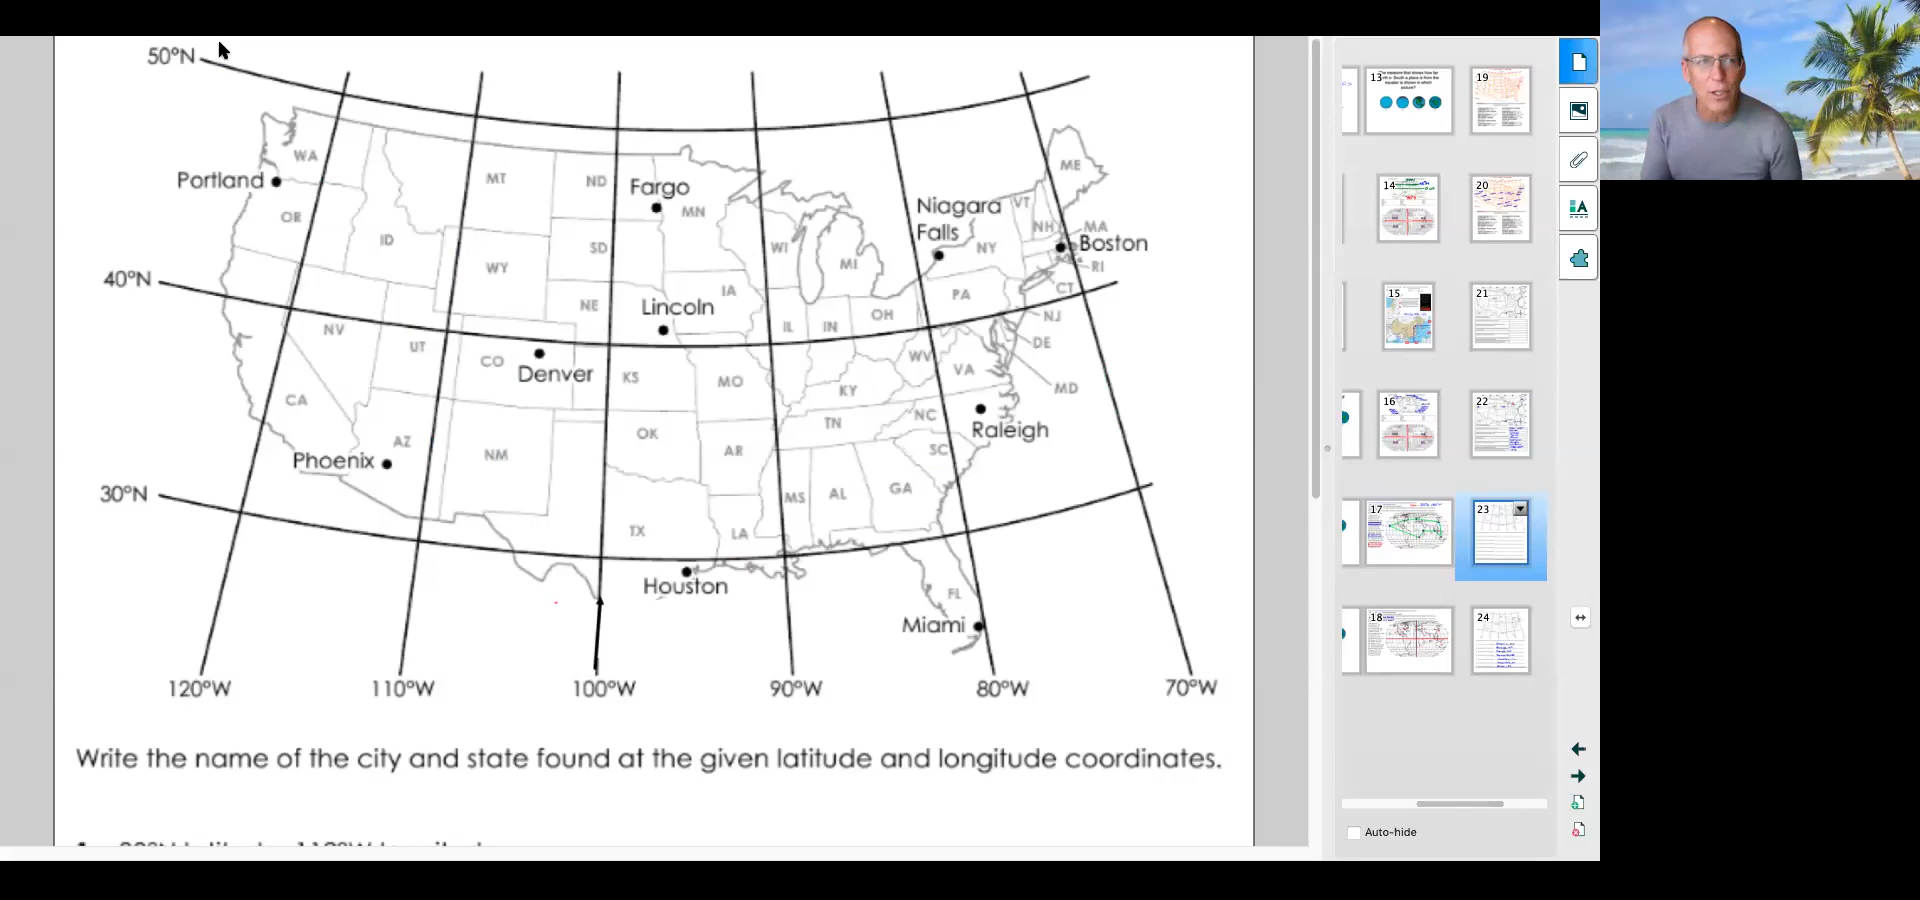 50°N
WA
MT
ND
Fargo
ME
Portland
MN
OR
ID
SD
WY
WI
MI
Niagara
Falls
NY
VT
NH
MA
Boston
RI
CT
40°N
NE
Lincoln
IA
PA
NJ
NV
UT
CO
Denver
KS
IL
IN
OH
WV
VA
DE
MD
CA
MO
KY
AZ
NM
OK
AR
TN
NC
Raleigh
SC
Phoenix
30°N
TX
LA
MS
AL
GA
Houston
FL
Miami
120°W
110°W
100°W
90°W
80°W
70°W
Write the name of the city and state found at the given latitude and longitude coordinates.
13
19
14
20
15
21
16
22
17
23
18
24
A
Auto-hide